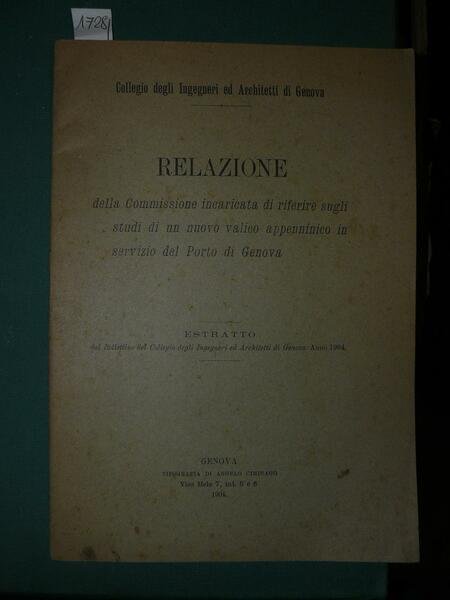 1728
Collegio degli Ingegneri ed Architetti di Genova
RELAZIONE
della Commissione incaricata di riferire sugli
studi di un nuovo valico appenninico in
servizio del Porto di Genova
ESTRATTO
dal Bullettino del Collegio degli Ingegneri ed Architetti di Genova Anno 1904.
GENOVA
TIPOGRAFIA DI ANGELO CIMINAGO
Vico Mele 7, int. 5 e 6
1904.